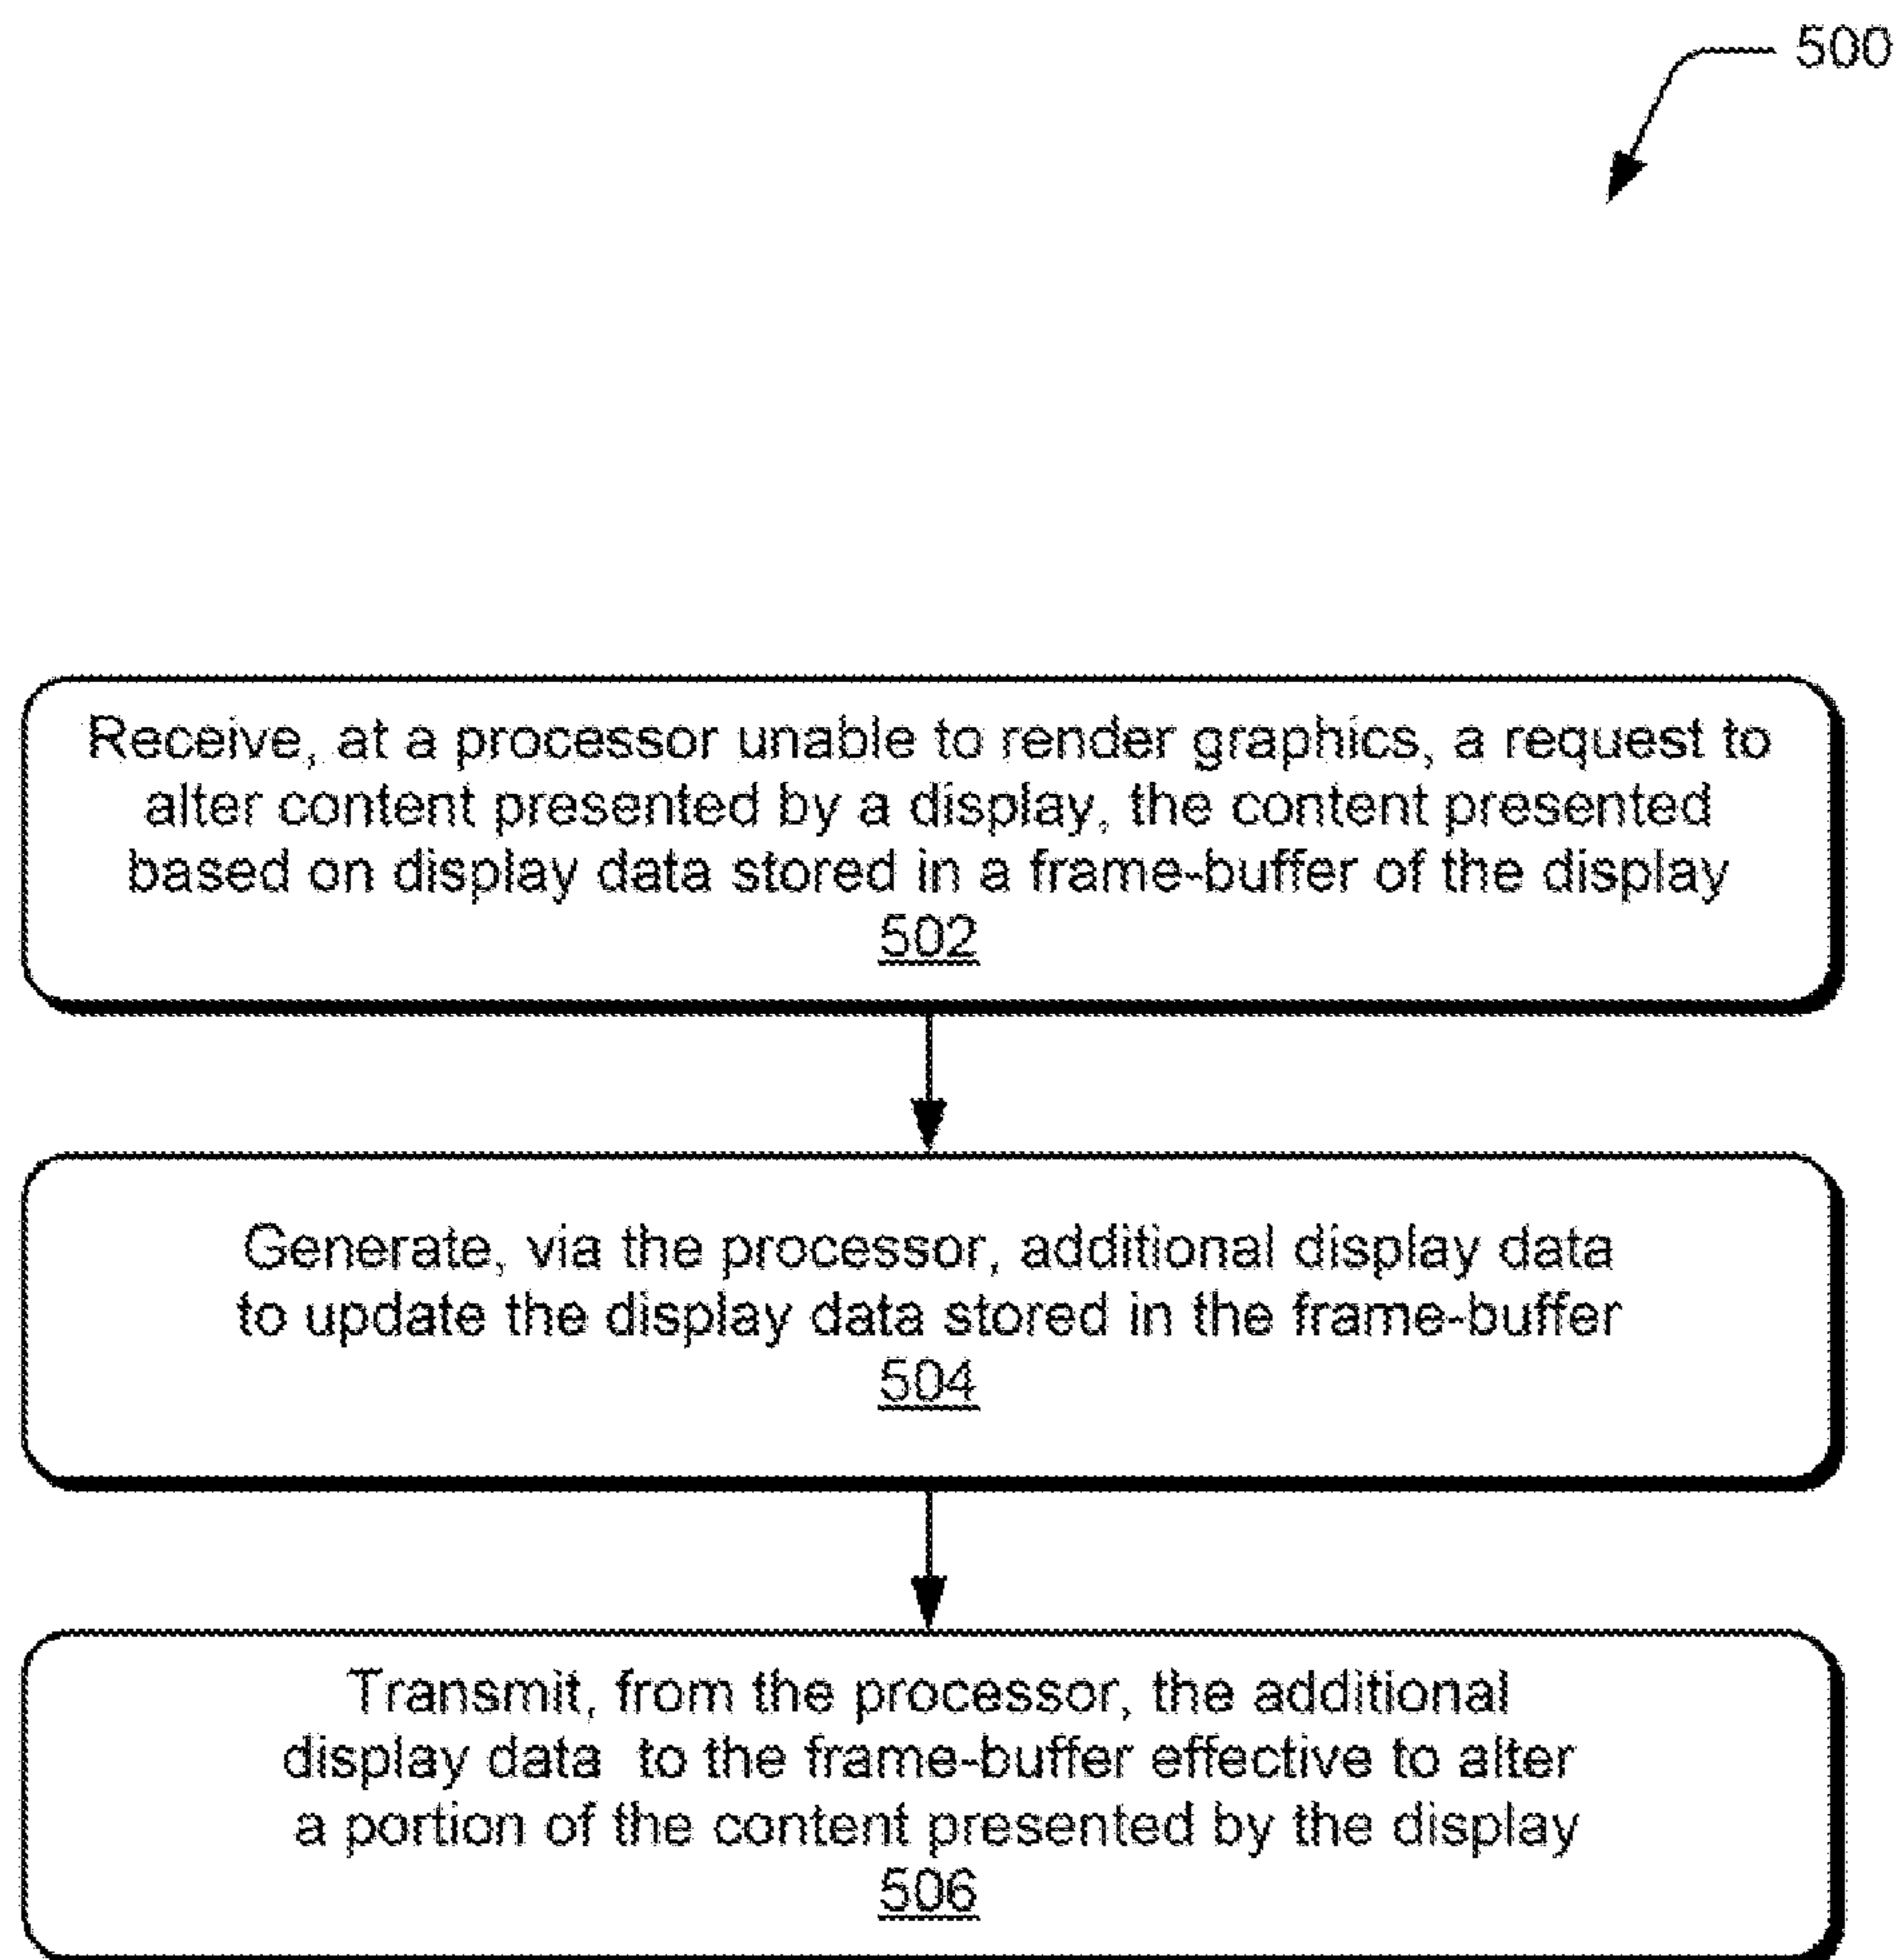 500
Receive, at a processor unable to render graphics, a request to
alter content presented by a display, the content presented
based on display data stored in a frame-buffer of the display
502
Generate, via the processor, additional display data
to update the display data stored in the frame-buffer
504
Transmit, from the processor, the additional
display data to the frame-buffer effective to alter
a portion of the content presented by the display
506